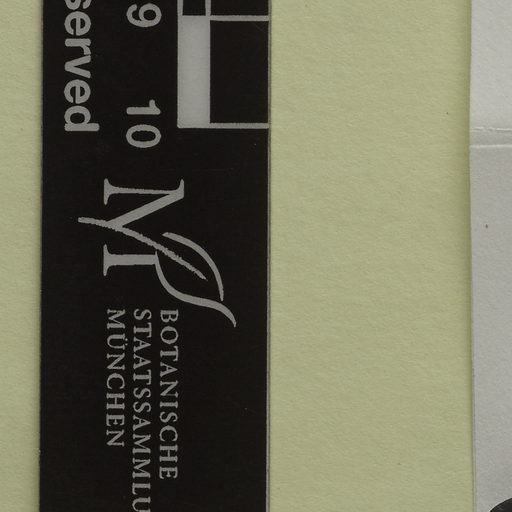 served
9 10
M
BOTANISCHE
STAATSSAMMLU
MÜNCHEN